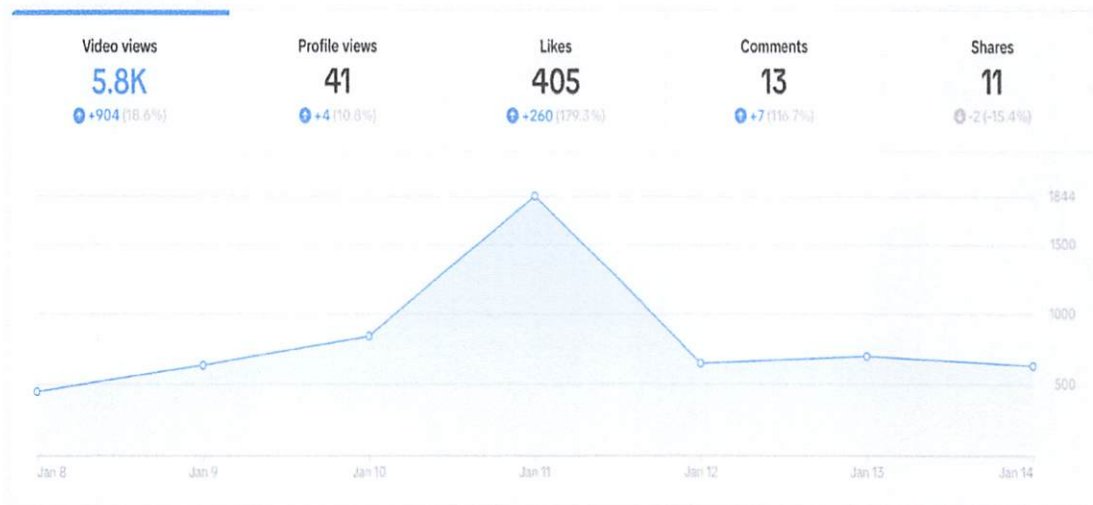 Video views
5.8K
+904 (18.6%)
Profile views
41
+4 (10.8%)
Likes
405
+260 (179.3%)
Comments
13
+7 (116.7%)
Shares
11
-2 (-15.4%)
1844
1500
1000
500
Jan 8 Jan 9 Jan 10 Jan 11 Jan 12 Jan 13 Jan 14